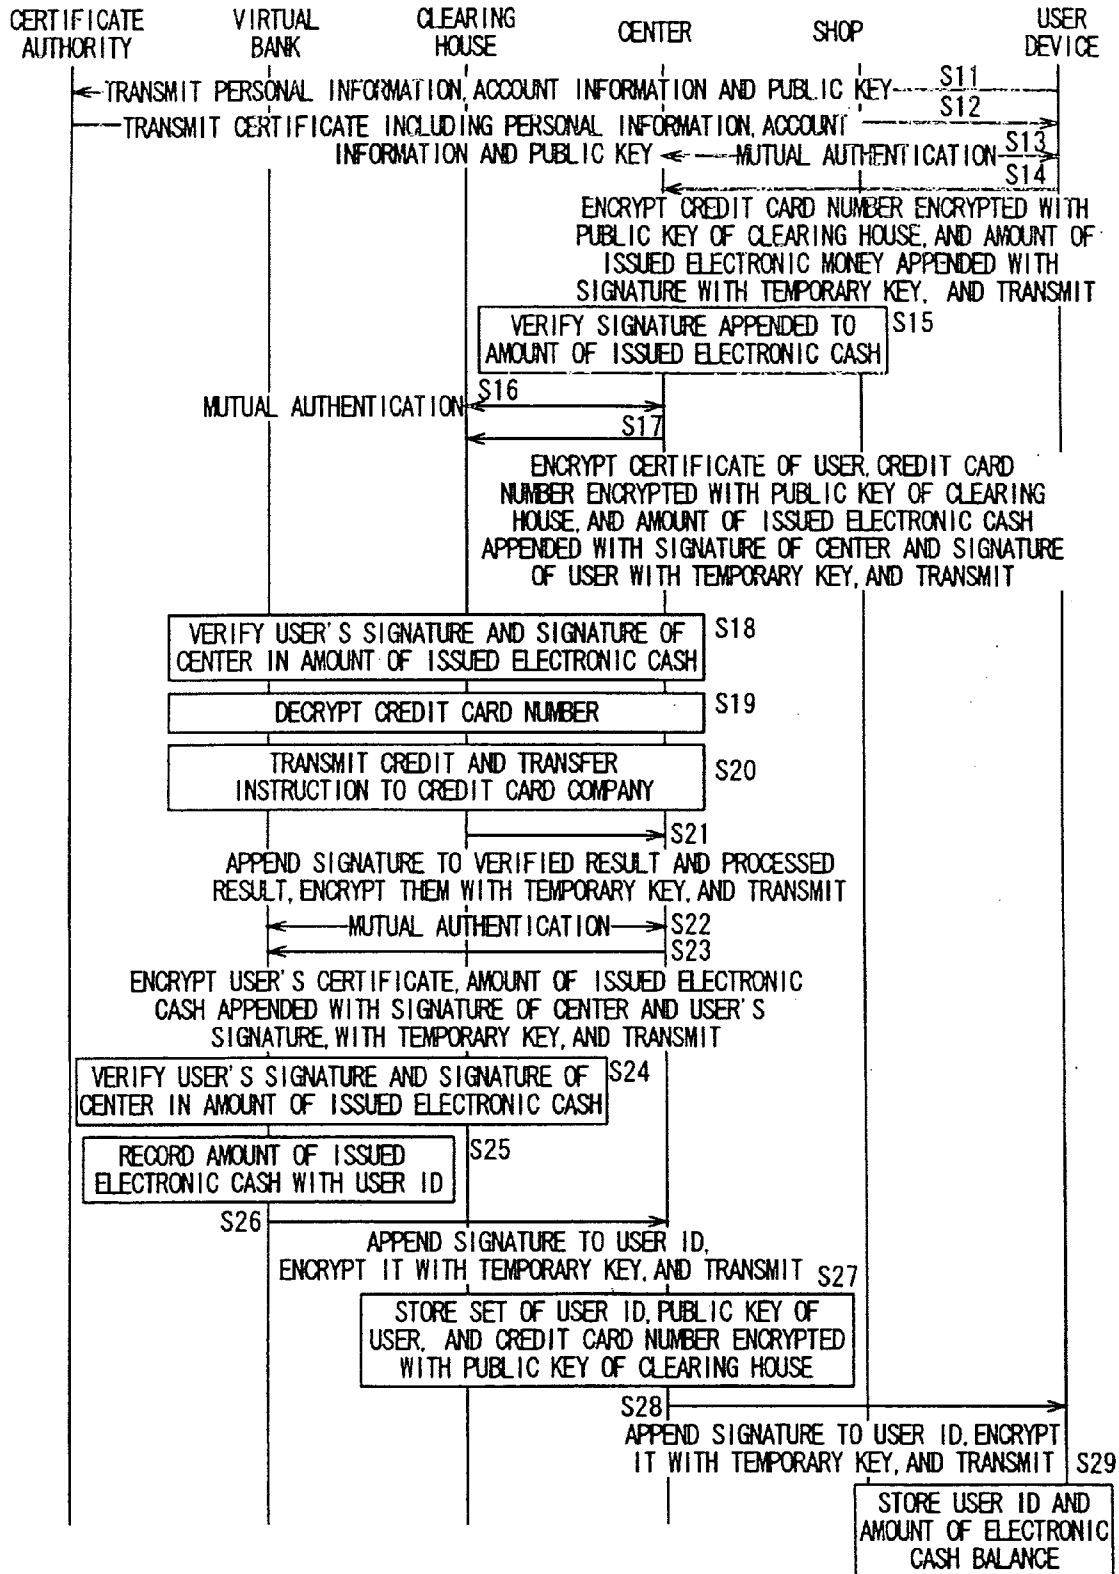 CERTIFICATE AUTHORITY
VIRTUAL BANK
CLEARING HOUSE
CENTER
SHOP
USER DEVICE
S11
TRANSMIT PERSONAL INFORMATION, ACCOUNT INFORMATION AND PUBLIC KEY
S12
TRANSMIT CERTIFICATE INCLUDING PERSONAL INFORMATION, ACCOUNT
INFORMATION AND PUBLIC KEY
S13
MUTUAL AUTHENTICATION
S14
ENCRYPT CREDIT CARD NUMBER ENCRYPTED WITH
PUBLIC KEY OF CLEARING HOUSE, AND AMOUNT OF
ISSUED ELECTRONIC MONEY APPENDED WITH
SIGNATURE WITH TEMPORARY KEY, AND TRANSMIT
VERIFY SIGNATURE APPENDED TO
AMOUNT OF ISSUED ELECTRONIC CASH
S15
S16
MUTUAL AUTHENTICATION
S17
ENCRYPT CERTIFICATE OF USER, CREDIT CARD
NUMBER ENCRYPTED WITH PUBLIC KEY OF CLEARING
HOUSE, AND AMOUNT OF ISSUED ELECTRONIC CASH
APPENDED WITH SIGNATURE OF CENTER AND SIGNATURE
OF USER WITH TEMPORARY KEY, AND TRANSMIT
VERIFY USER'S SIGNATURE AND SIGNATURE OF
CENTER IN AMOUNT OF ISSUED ELECTRONIC CASH
S18
DECRYPT CREDIT CARD NUMBER
S19
TRANSMIT CREDIT AND TRANSFER
INSTRUCTION TO CREDIT CARD COMPANY
S20
S21
APPEND SIGNATURE TO VERIFIED RESULT AND PROCESSED
RESULT, ENCRYPT THEM WITH TEMPORARY KEY, AND TRANSMIT
MUTUAL AUTHENTICATION
S22
S23
ENCRYPT USER'S CERTIFICATE, AMOUNT OF ISSUED ELECTRONIC
CASH APPENDED WITH SIGNATURE OF CENTER AND USER'S
SIGNATURE, WITH TEMPORARY KEY, AND TRANSMIT
VERIFY USER'S SIGNATURE AND SIGNATURE OF
CENTER IN AMOUNT OF ISSUED ELECTRONIC CASH
S24
RECORD AMOUNT OF ISSUED
ELECTRONIC CASH WITH USER ID
S25
S26
APPEND SIGNATURE TO USER ID,
ENCRYPT IT WITH TEMPORARY KEY, AND TRANSMIT
S27
STORE SET OF USER ID, PUBLIC KEY OF
USER, AND CREDIT CARD NUMBER ENCRYPTED
WITH PUBLIC KEY OF CLEARING HOUSE
S28
APPEND SIGNATURE TO USER ID, ENCRYPT
IT WITH TEMPORARY KEY, AND TRANSMIT
S29
STORE USER ID AND
AMOUNT OF ELECTRONIC
CASH BALANCE